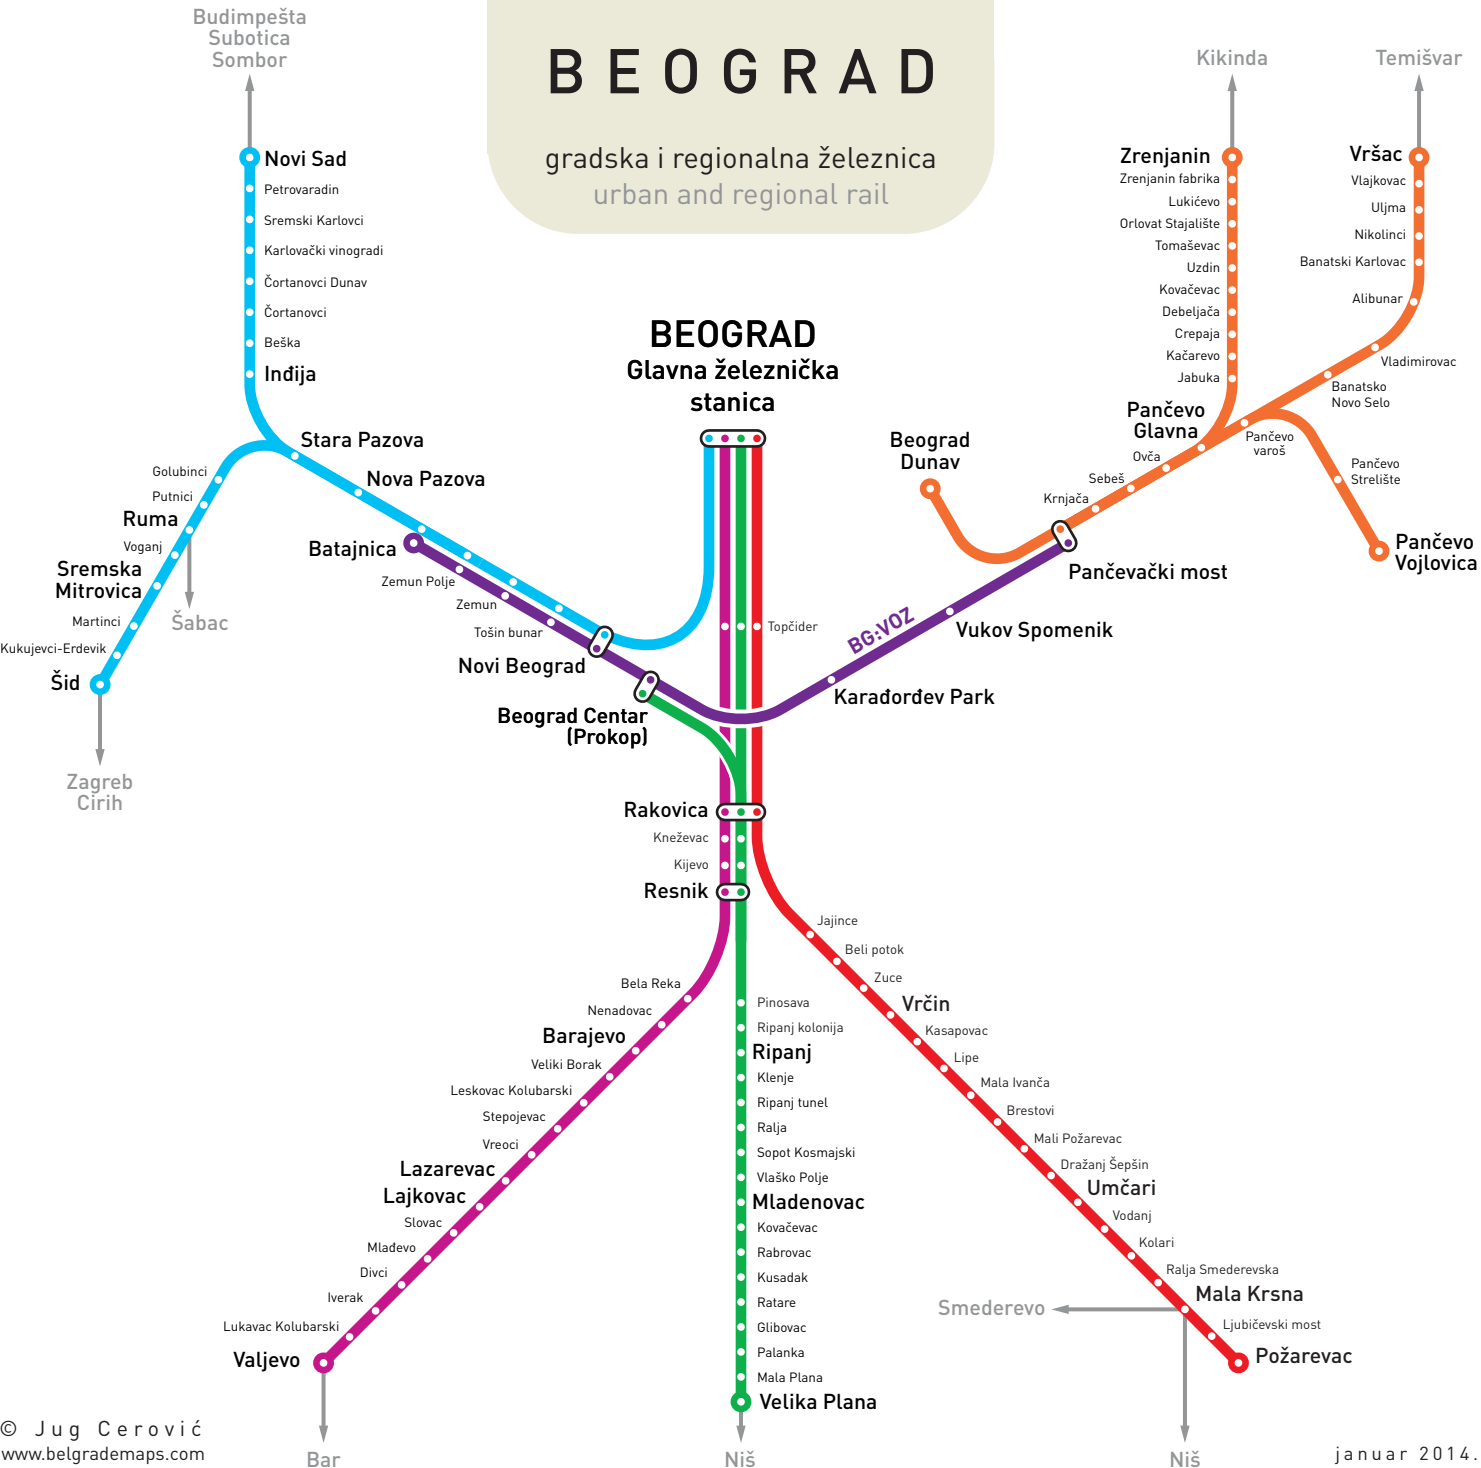 BEOGRAD
gradska i regionalna železnica
urban and regional rail
Budimpešta
Subotica
Sombor
Novi Sad
Petrovaradin
Sremski Karlovci
Karlovački vinogradi
Čortanovci Dunav
Čortanovci
Beška
Inđija
Stara Pazova
Nova Pazova
Golubinci
Putnici
Ruma
Voganj
Sremska
Mitrovica
Martinci
Kukujevci-Erdevik
Šid
Šabac
Zagreb
Cirih
Batajnica
Zemun Polje
Zemun
Tošin bunar
Novi Beograd
Beograd Centar
(Prokop)
BEOGRAD
Glavna železnička
stanica
Topčider
BG:VOZ
Karađorđev Park
Vukov Spomenik
Pančevački most
Beograd
Dunav
Krnjača
Sebeš
Ovča
Pančevo
Glavna
Kikinda
Zrenjanin
Zrenjanin fabrika
Lukićevo
Orlovat Stajalište
Tomaševac
Uzdin
Kovačevac
Debeljača
Crepaja
Kačarevo
Jabuka
Temišvar
Vršac
Vlajkovac
Uljma
Nikolinci
Banatski Karlovac
Alibunar
Vladimirovac
Banatsko
Novo Selo
Pančevo
varoš
Pančevo
Strelište
Pančevo
Vojlovica
Rakovica
Kneževac
Kijevo
Resnik
Bela Reka
Nenadovac
Barajevo
Veliki Borak
Leskovac Kolubarski
Stepojevac
Vreoci
Lazarevac
Lajkovac
Slovac
Mlađevo
Divci
Iverak
Lukavac Kolubarski
Valjevo
Bar
Pinosava
Ripanj kolonija
Ripanj
Klenje
Ripanj tunel
Ralja
Sopot Kosmajski
Vlaško Polje
Mladenovac
Kovačevac
Rabrovac
Kusadak
Ratare
Glibovac
Palanka
Mala Plana
Velika Plana
Niš
Jajince
Beli potok
Zuce
Vrčin
Kasapovac
Lipe
Mala Ivanča
Brestovi
Mali Požarevac
Dražanj Šepšin
Umčari
Vodanj
Kolari
Ralja Smederevska
Mala Krsna
Smederevo
Ljubičevski most
Požarevac
Niš
© Jug Cerović
www.belgrademaps.com
januar 2014.